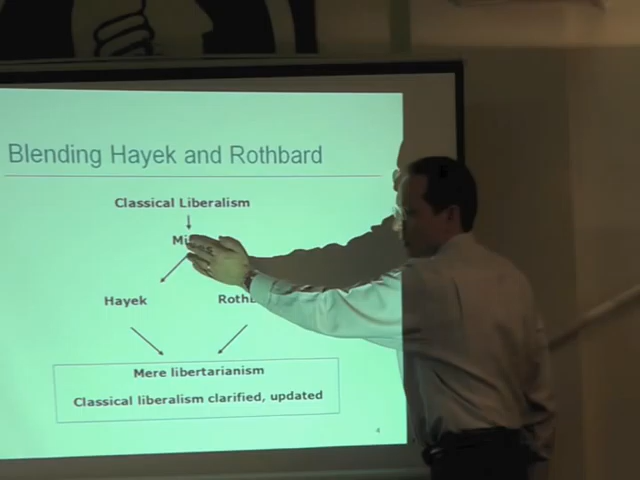 Blending Hayek and Rothbard
Classical Liberalism
Hayek
Mere libertarianism
Classical liberalism clarified, updated
4